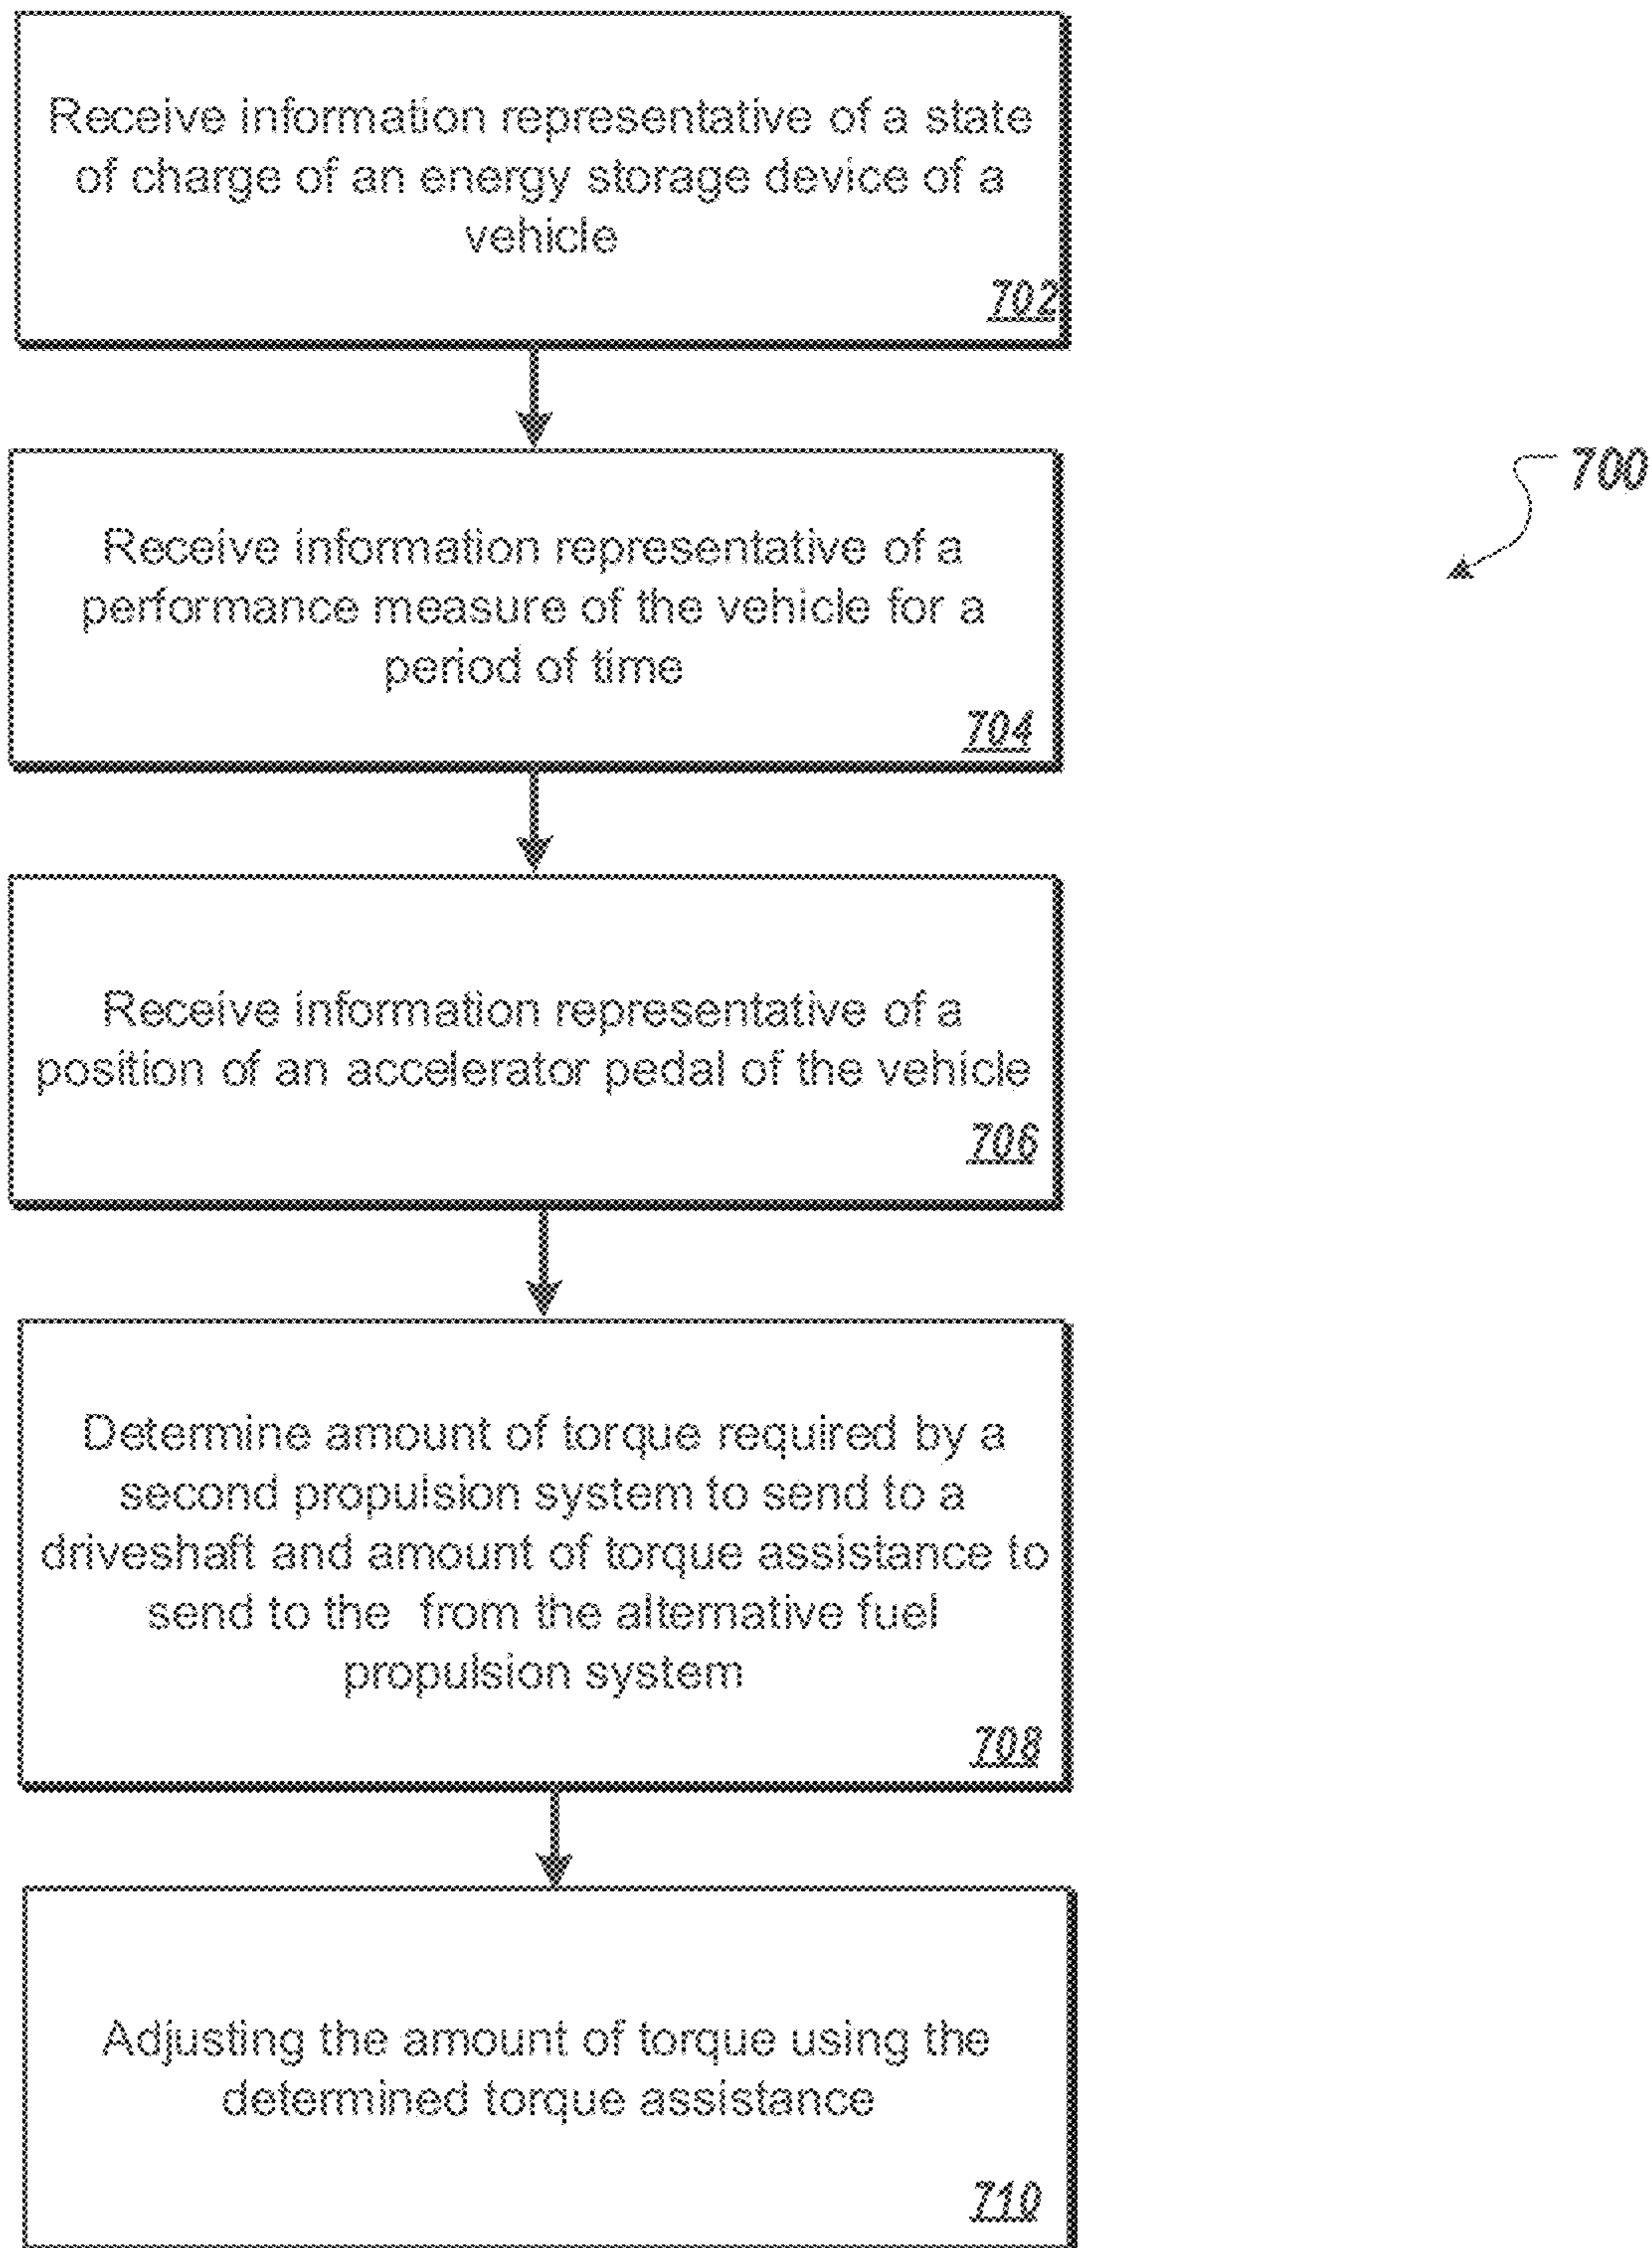 Receive information representative of a state
of charge of an energy storage device of a
vehicle
702
700
Receive information representative of a
performance measure of the vehicle for a
period of time
704
Receive information representative of a
position of an accelerator pedal of the vehicle
706
Determine amount of torque required by a
second propulsion system to send to a
driveshaft and amount of torque assistance to
send to the from the alternative fuel
propulsion system
708
Adjusting the amount of torque using the
determined torque assistance
710